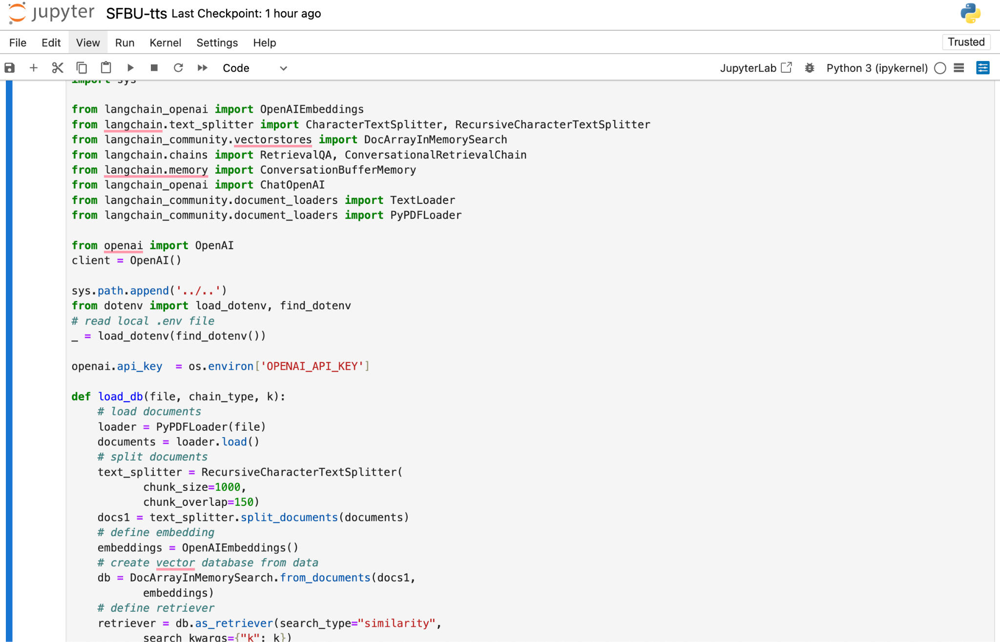 jupyter SFBU-tts Last Checkpoint: 1 hour ago
File Edit View Run Kernel Settings Help Trusted
Code JupyterLab Python 3 (ipykernel)
import sys

from langchain_openai import OpenAIEmbeddings
from langchain.text_splitter import CharacterTextSplitter, RecursiveCharacterTextSplitter
from langchain_community.vectorstores import DocArrayInMemorySearch
from langchain.chains import RetrievalQA, ConversationalRetrievalChain
from langchain.memory import ConversationBufferMemory
from langchain_openai import ChatOpenAI
from langchain_community.document_loaders import TextLoader
from langchain_community.document_loaders import PyPDFLoader

from openai import OpenAI
client = OpenAI()

sys.path.append('../..')
from dotenv import load_dotenv, find_dotenv
# read local .env file
_ = load_dotenv(find_dotenv())

openai.api_key  = os.environ['OPENAI_API_KEY']

def load_db(file, chain_type, k):
    # load documents
    loader = PyPDFLoader(file)
    documents = loader.load()
    # split documents
    text_splitter = RecursiveCharacterTextSplitter(
           chunk_size=1000,
           chunk_overlap=150)
    docs1 = text_splitter.split_documents(documents)
    # define embedding
    embeddings = OpenAIEmbeddings()
    # create vector database from data
    db = DocArrayInMemorySearch.from_documents(docs1,
           embeddings)
    # define retriever
    retriever = db.as_retriever(search_type="similarity",
           search_kwargs={"k": k})